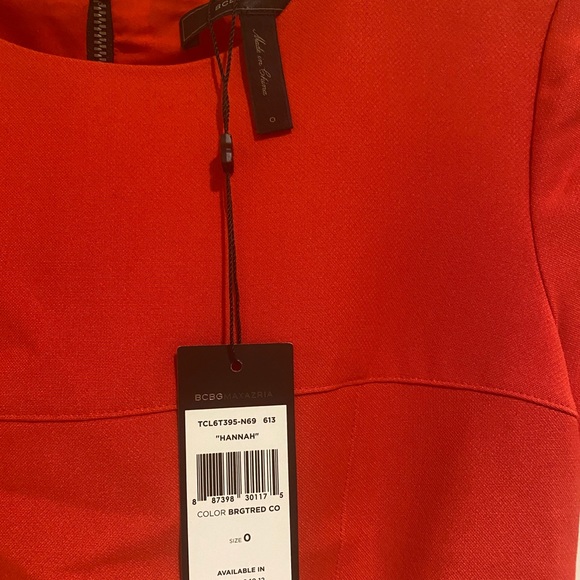 Made in China
0
BCBGMAXAZRIA
TCL6T395-N69 613
"HANNAH"
8 87398 30117 5
COLOR BRGTRED CO
SIZE 0
AVAILABLE IN